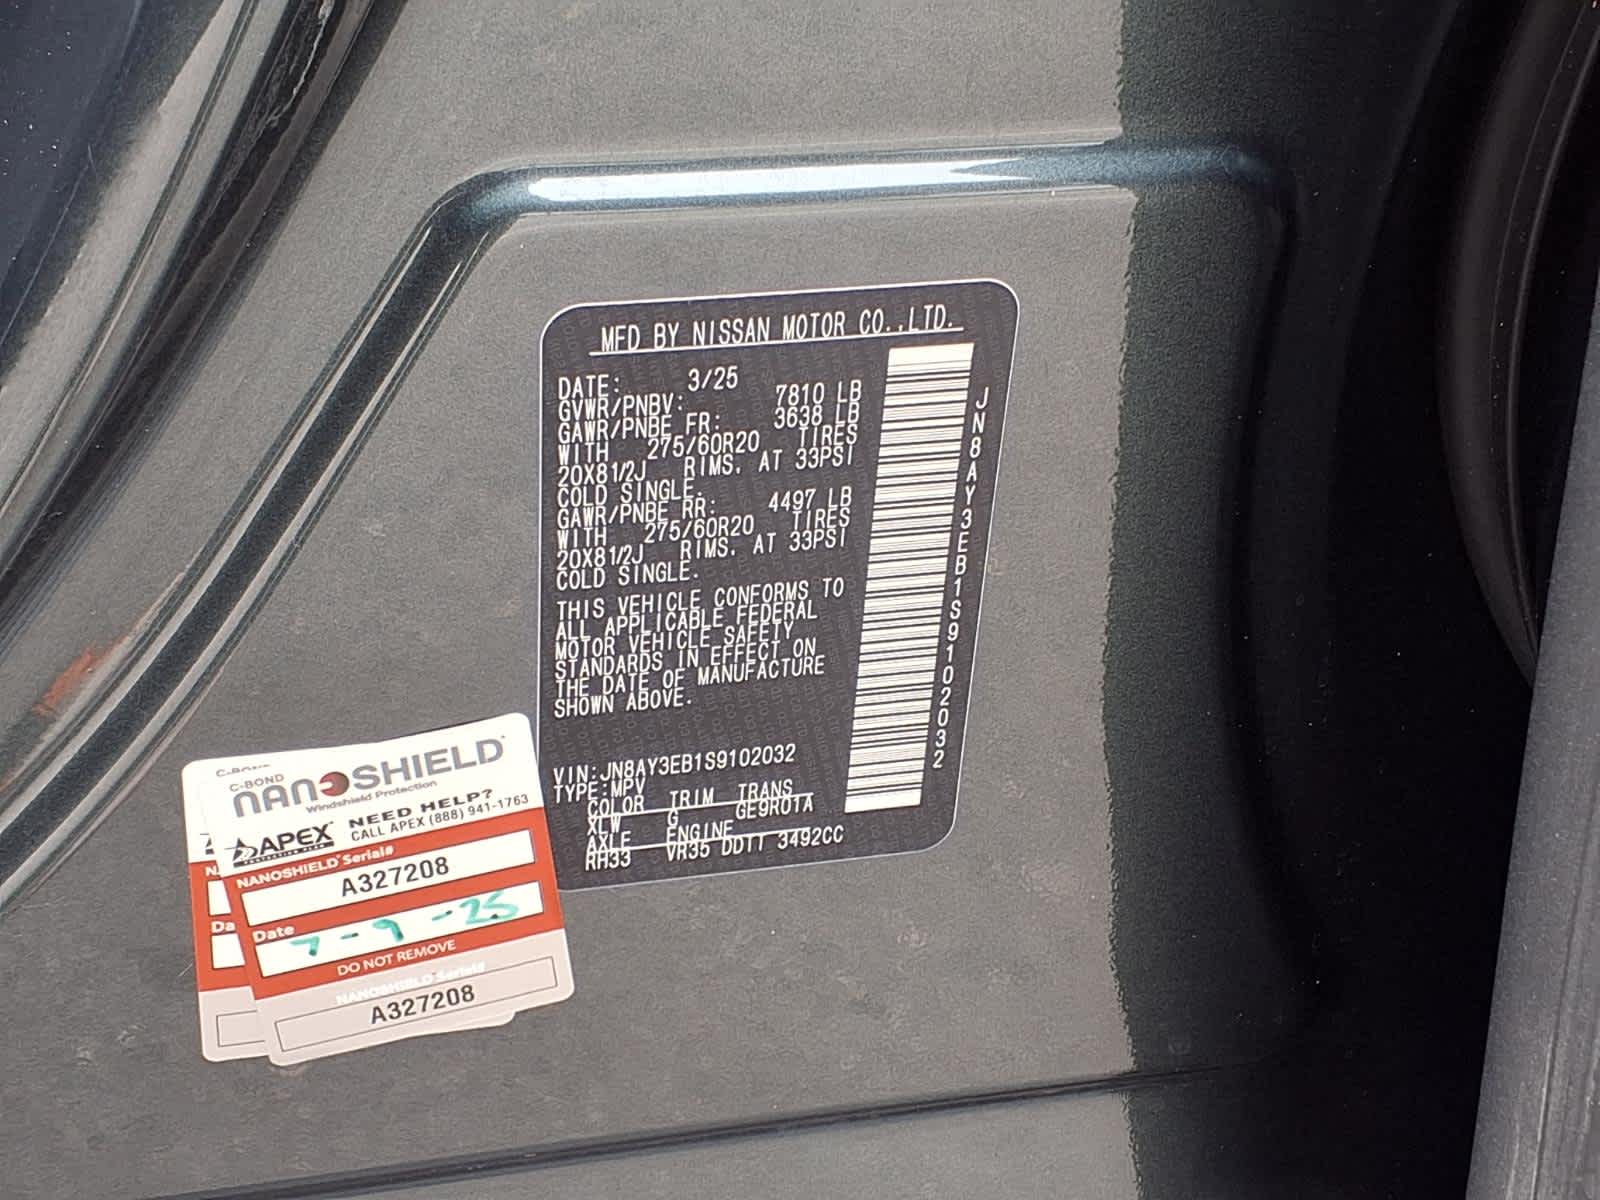 MFD BY NISSAN MOTOR CO.,LTD.
DATE: 3/25
GVWR/PNBV: 7810 LB
GAWR/PNBE FR: 3638 LB
WITH 275/60R20 TIRES
20X81/2J RIMS, AT 33PSI
COLD SINGLE.
GAWR/PNBE RR: 4497 LB
WITH 275/60R20 TIRES
20X81/2J RIMS, AT 33PSI
COLD SINGLE.
THIS VEHICLE CONFORMS TO
ALL APPLICABLE FEDERAL
MOTOR VEHICLE SAFETY
STANDARDS IN EFFECT ON
THE DATE OF MANUFACTURE
SHOWN ABOVE.
VIN:JN8AY3EB1S9102032
TYPE:MPV
COLOR TRIM TRANS
XLW G GE9R01A
AXLE ENGINE
RH33 VR35 DDTT 3492CC
JN8AY3EB1S9102032
C-BOND
NANOSHIELD
Windshield Protection
APEX
NEED HELP?
CALL APEX (888) 941-1763
NANOSHIELD Serial#
A327208
Date
7-9-25
DO NOT REMOVE
NANOSHIELD Serial#
A327208
C-BOND
Da